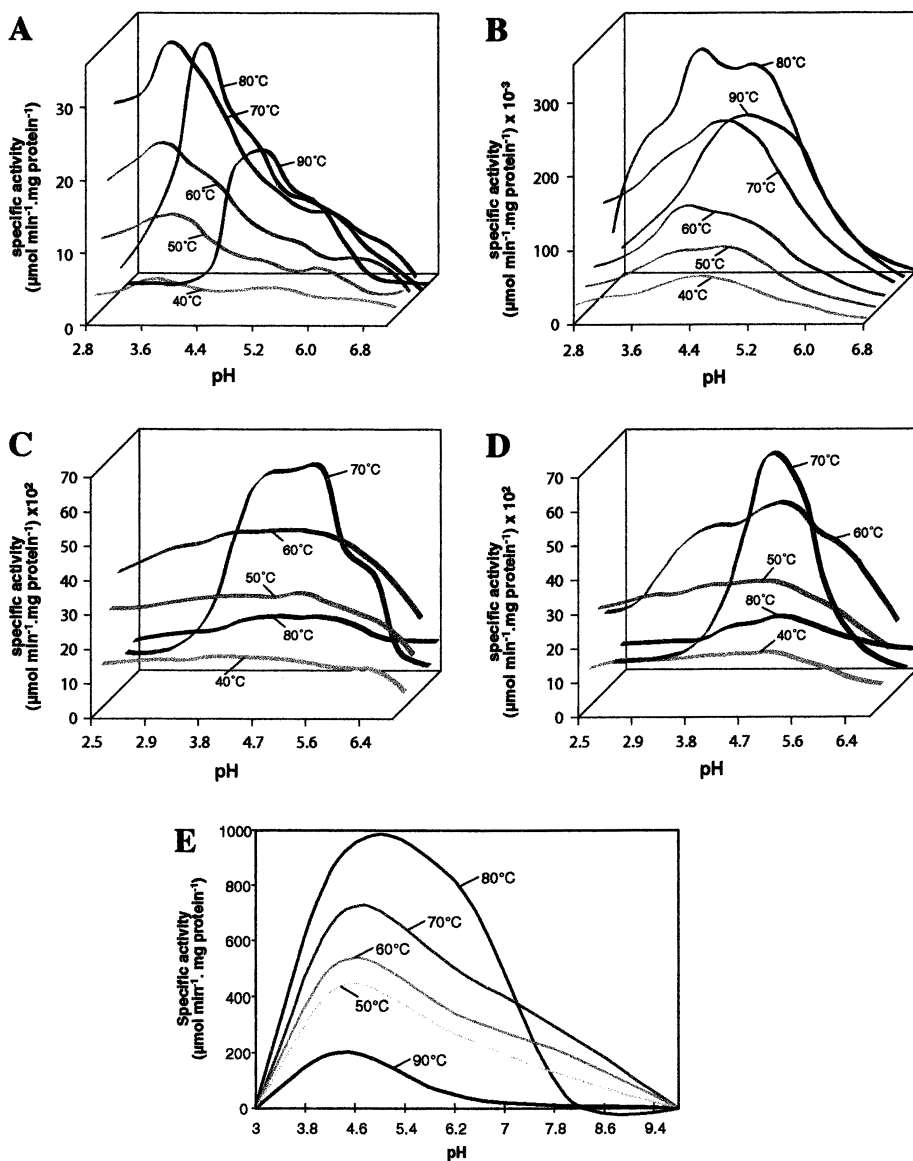 A
specific activity
(µmol min⁻¹.mg protein⁻¹)
30
20
10
0
80°C
70°C
90°C
60°C
50°C
40°C
2.8 3.6 4.4 5.2 6.0 6.8
pH
B
specific activity
(µmol min⁻¹.mg protein⁻¹) x 10⁻³
300
200
100
0
80°C
90°C
70°C
60°C
50°C
40°C
2.8 3.6 4.4 5.2 6.0 6.8
pH
C
specific activity
(µmol min⁻¹.mg protein⁻¹) x10²
70
60
50
40
30
20
10
0
70°C
60°C
50°C
80°C
40°C
2.5 2.9 3.8 4.7 5.6 6.4
pH
D
specific activity
(µmol min⁻¹.mg protein⁻¹) x 10²
70
60
50
40
30
20
10
0
70°C
60°C
50°C
80°C
40°C
2.5 2.9 3.8 4.7 5.6 6.4
pH
E
Specific activity
(µmol min⁻¹. mg protein⁻¹)
1000
800
600
400
200
0
80°C
70°C
60°C
50°C
90°C
3 3.8 4.6 5.4 6.2 7 7.8 8.6 9.4
pH